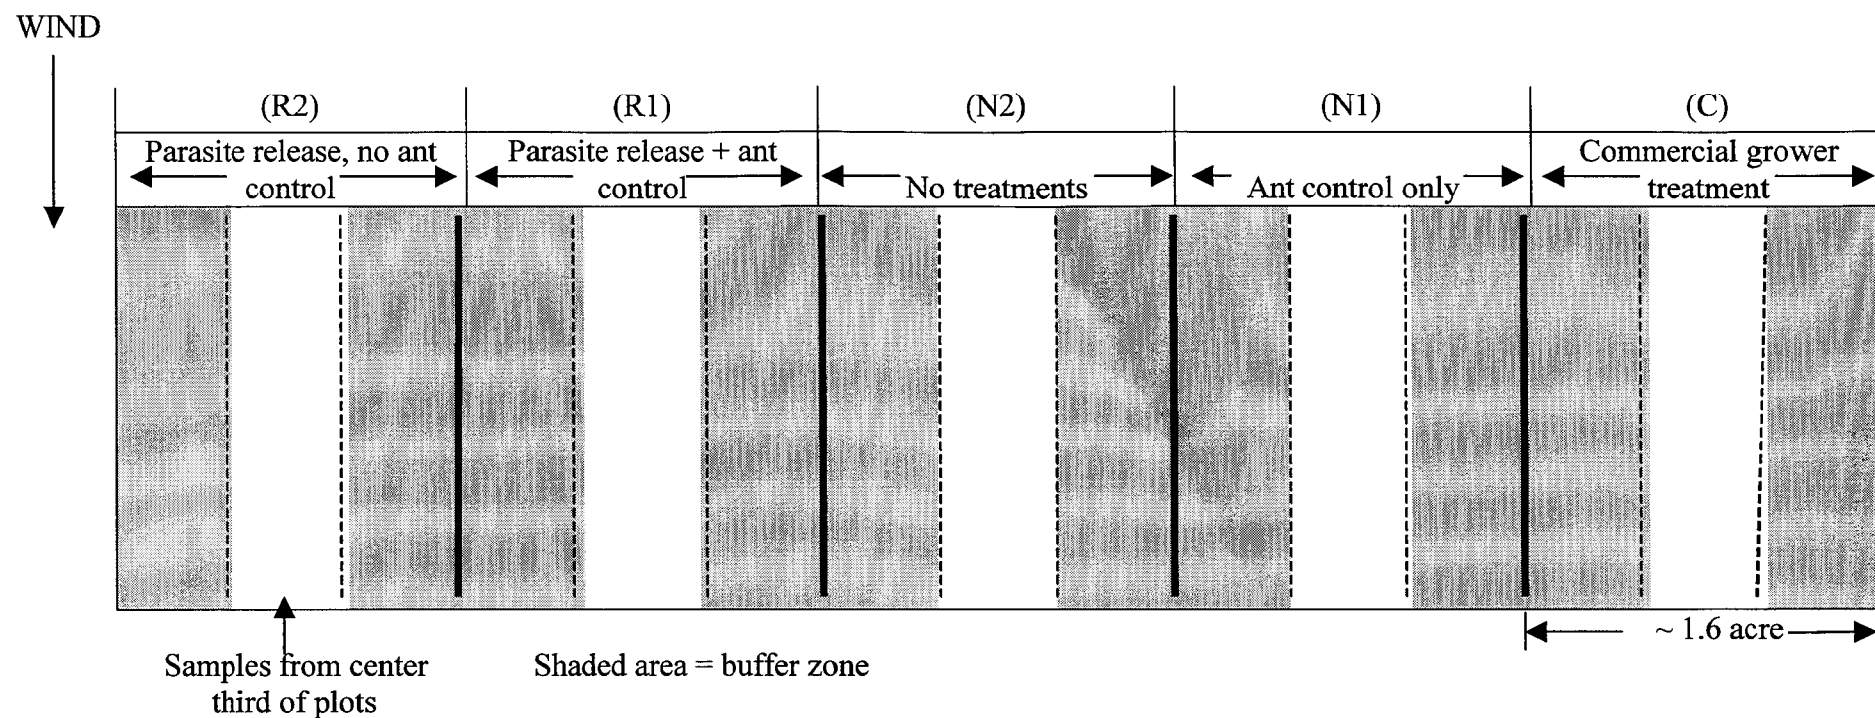 WIND
(R2)
(R1)
(N2)
(N1)
(C)
Parasite release, no ant
control
Parasite release + ant
control
No treatments
Ant control only
Commercial grower
treatment
~ 1.6 acre
Samples from center
third of plots
Shaded area = buffer zone